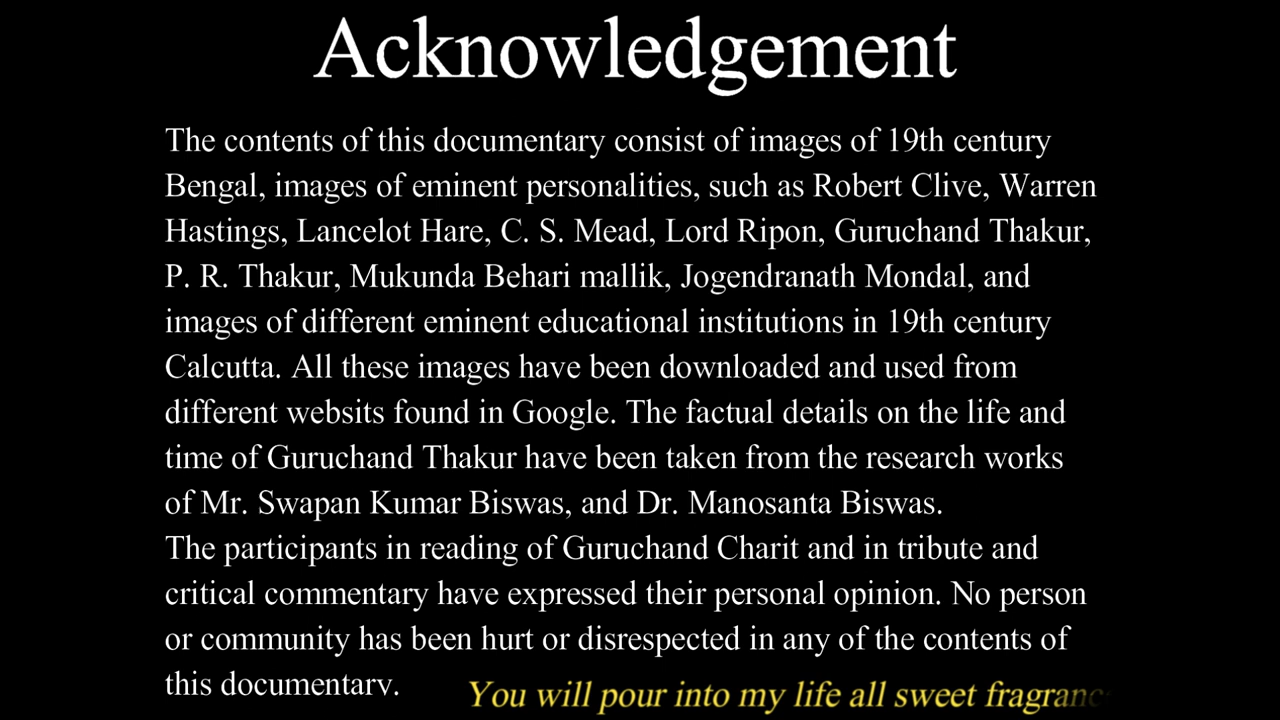 Acknowledgement
The contents of this documentary consist of images of 19th century
Bengal, images of eminent personalities, such as Robert Clive, Warren
Hastings, Lancelot Hare, C. S. Mead, Lord Ripon, Guruchand Thakur,
P. R. Thakur, Mukunda Behari mallik, Jogendranath Mondal, and
images of different eminent educational institutions in 19th century
Calcutta. All these images have been downloaded and used from
different websits found in Google. The factual details on the life and
time of Guruchand Thakur have been taken from the research works
of Mr. Swapan Kumar Biswas, and Dr. Manosanta Biswas.
The participants in reading of Guruchand Charit and in tribute and
critical commentary have expressed their personal opinion. No person
or community has been hurt or disrespected in any of the contents of
this documentary.
You will pour into my life all sweet